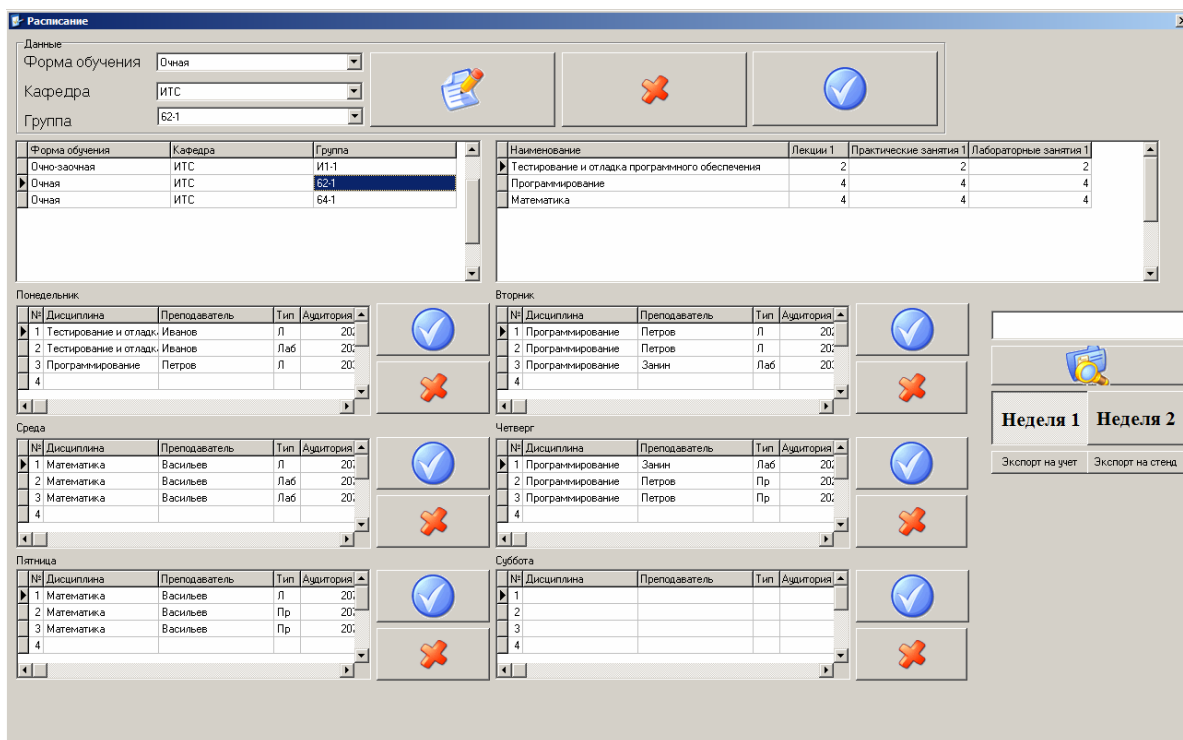 Расписание
Данные
Форма обучения Очная
Кафедра ИТС
Группа 62-1
Форма обучения Кафедра Группа
Очно-заочная ИТС И1-1
Очная ИТС 62-1
Очная ИТС 64-1
Наименование Лекции 1 Практические занятия 1 Лабораторные занятия 1
Тестирование и отладка программного обеспечения 2 2 2
Программирование 4 4 4
Математика 4 4 4
Понедельник
№ Дисциплина Преподаватель Тип Аудитория
1 Тестирование и отладк Иванов Л
2 Тестирование и отладк Иванов Лаб
3 Программирование Петров Л
4
Вторник
№ Дисциплина Преподаватель Тип Аудитория
1 Программирование Петров Л
2 Программирование Петров Л
3 Программирование Занин Лаб
4
Неделя 1 Неделя 2
Экспорт на учет Экспорт на стенд
Среда
№ Дисциплина Преподаватель Тип Аудитория
1 Математика Васильев Л
2 Математика Васильев Лаб
3 Математика Васильев Лаб
4
Четверг
№ Дисциплина Преподаватель Тип Аудитория
1 Программирование Занин Лаб
2 Программирование Петров Пр
3 Программирование Петров Пр
4
Пятница
№ Дисциплина Преподаватель Тип Аудитория
1 Математика Васильев Л
2 Математика Васильев Пр
3 Математика Васильев Пр
4
Суббота
№ Дисциплина Преподаватель Тип Аудитория
1
2
3
4